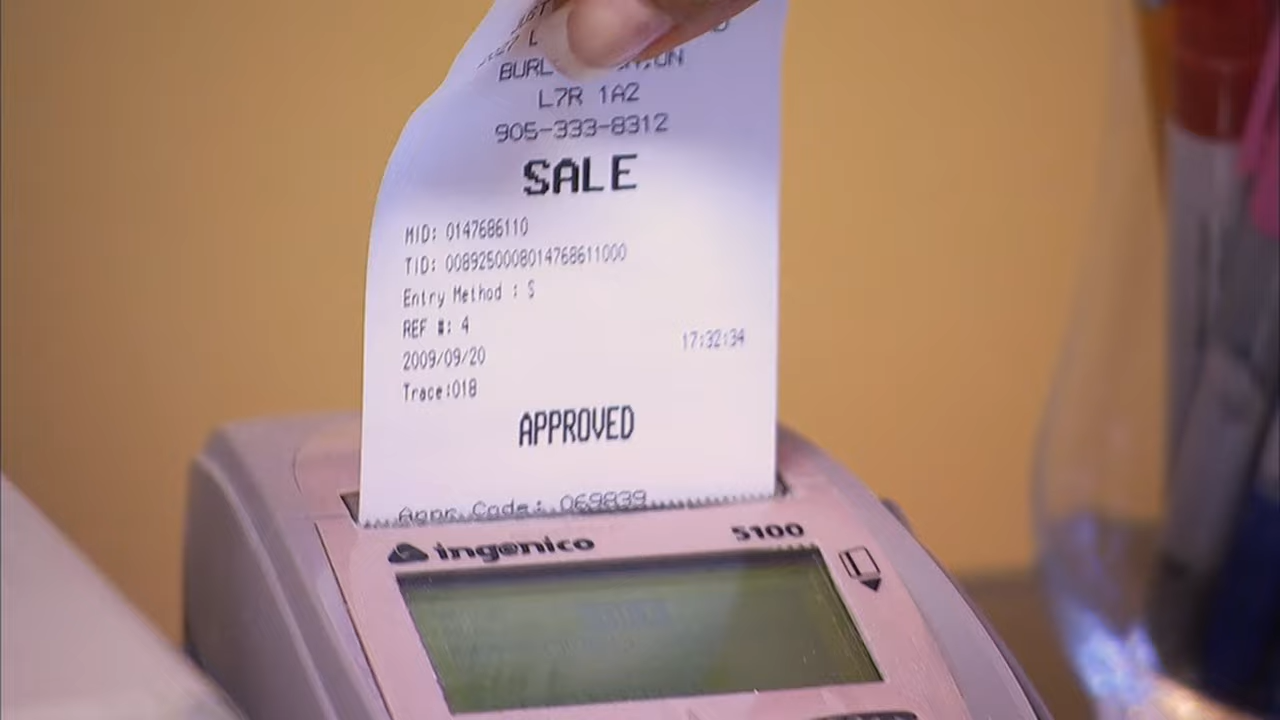 L7R 1A2
905-333-8312
SALE
MID: 0147686110
TID: 0089250008014768611000
Entry Method : S
REF #: 4
17:32:34
2009/09/20
Trace:018
APPROVED
Appr Code: 069839
ingenico 5100